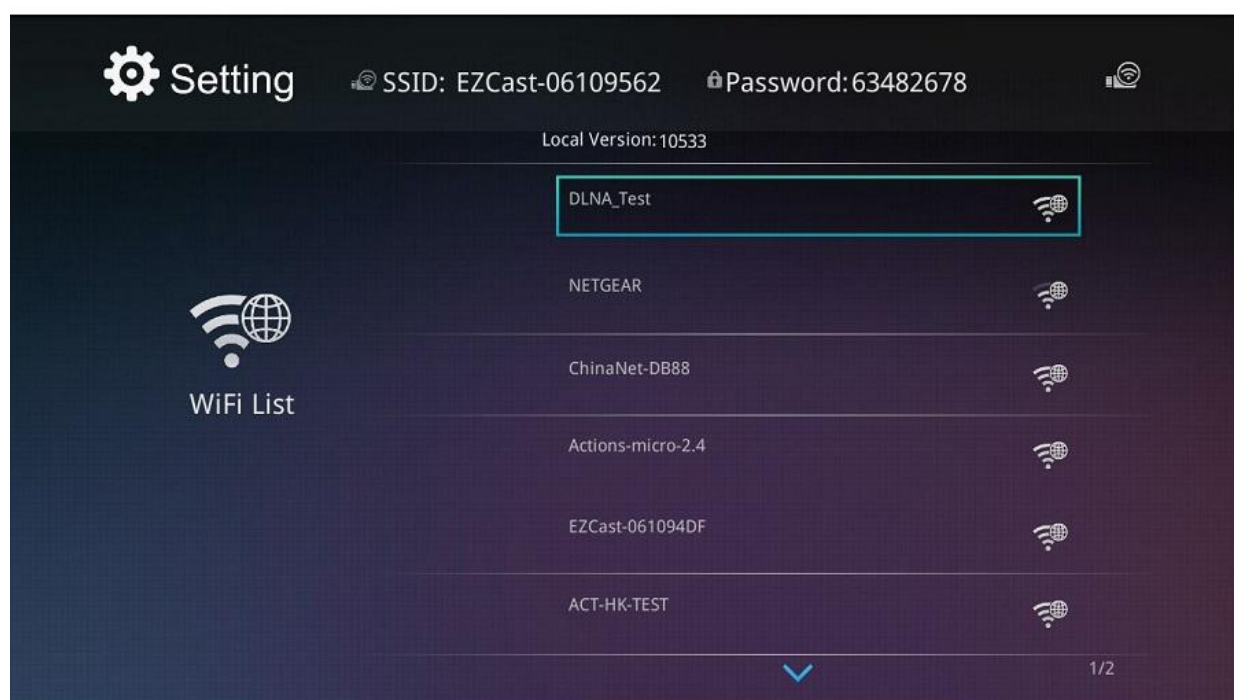 Setting SSID: EZCast-06109562 Password:63482678
Local Version:10533
DLNA_Test
NETGEAR
ChinaNet-DB88
WiFi List
Actions-micro-2.4
EZCast-061094DF
ACT-HK-TEST
1/2